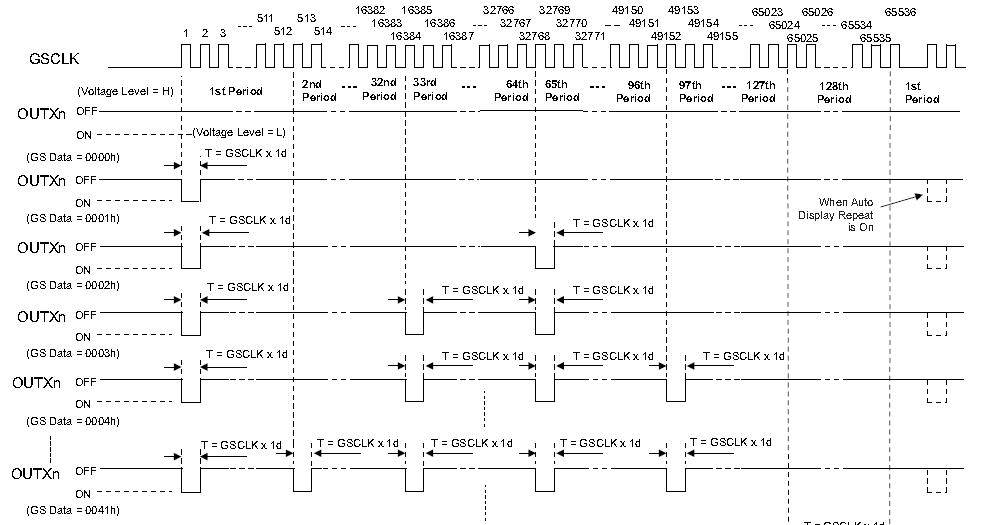 16382 16385 32766 32769 49150 49153 65023 65026 65536
511 513 16383 16386 32767 32770 49151 49154 65024 65534
1 2 3 512 514 16384 16387 32768 32771 49152 49155 65025 65535
GSCLK
(Voltage Level = H) 1st Period 2nd Period 32nd Period 33rd Period 64th Period 65th Period 96th Period 97th Period 127th Period 128th Period 1st Period
OUTXn OFF
ON (Voltage Level = L)
(GS Data = 0000h) T = GSCLK x 1d
OUTXn OFF
ON
When Auto
Display Repeat
is On
(GS Data = 0001h) T = GSCLK x 1d T = GSCLK x 1d
OUTXn OFF
ON
(GS Data = 0002h) T = GSCLK x 1d T = GSCLK x 1d T = GSCLK x 1d
OUTXn OFF
ON
(GS Data = 0003h) T = GSCLK x 1d T = GSCLK x 1d T = GSCLK x 1d T = GSCLK x 1d
OUTXn OFF
ON
(GS Data = 0004h)
T = GSCLK x 1d T = GSCLK x 1d T = GSCLK x 1d T = GSCLK x 1d T = GSCLK x 1d
OUTXn OFF
ON
(GS Data = 0041h)
T = GSCLK x 1d